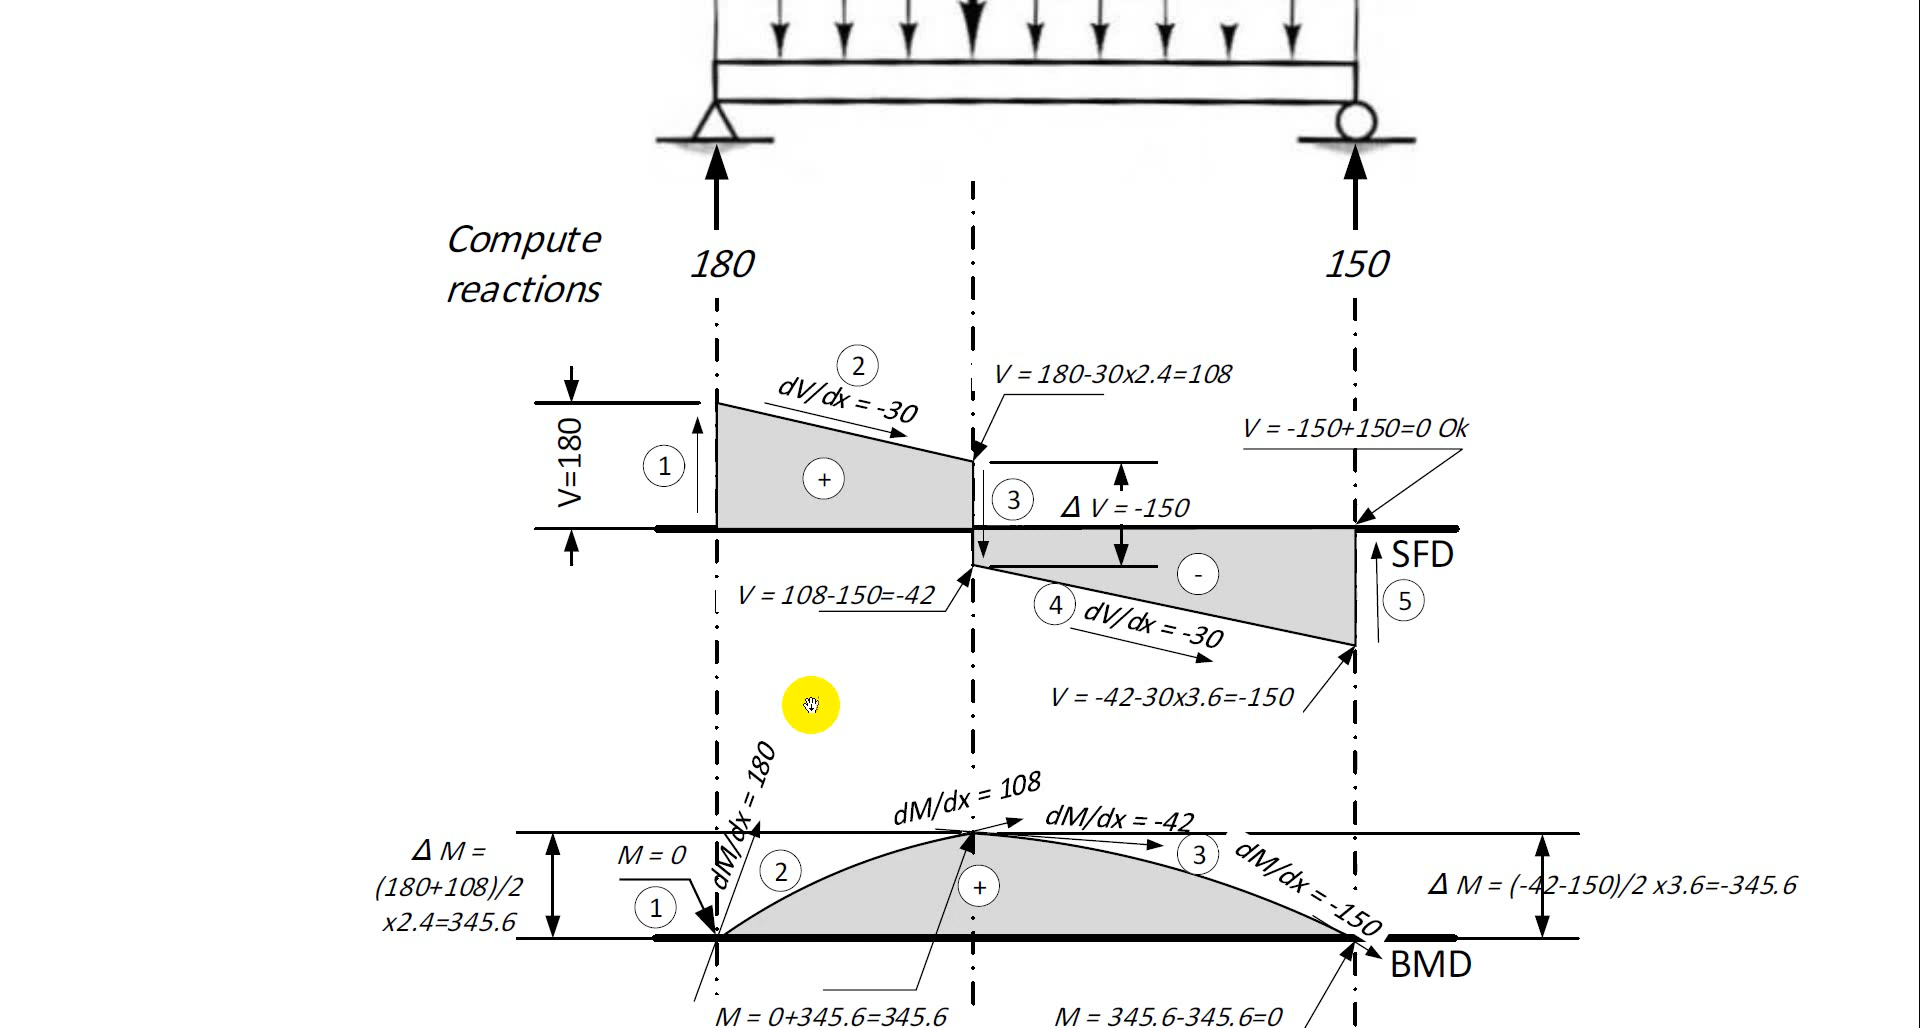 Compute
reactions
180
150
2
dV/dx = -30
V = 180-30x2.4=108
V = -150+150=0 Ok
V=180
1
+
3
Δ V = -150
SFD
-
V = 108-150=-42
4
dV/dx = -30
5
V = -42-30x3.6=-150
dM/dx = 180
dM/dx = 108
dM/dx = -42
Δ M =
(180+108)/2
x2.4=345.6
M = 0
1
2
+
3
dM/dx = -150
Δ M = (-42-150)/2 x3.6=-345.6
BMD
M = 0+345.6=345.6
M = 345.6-345.6=0